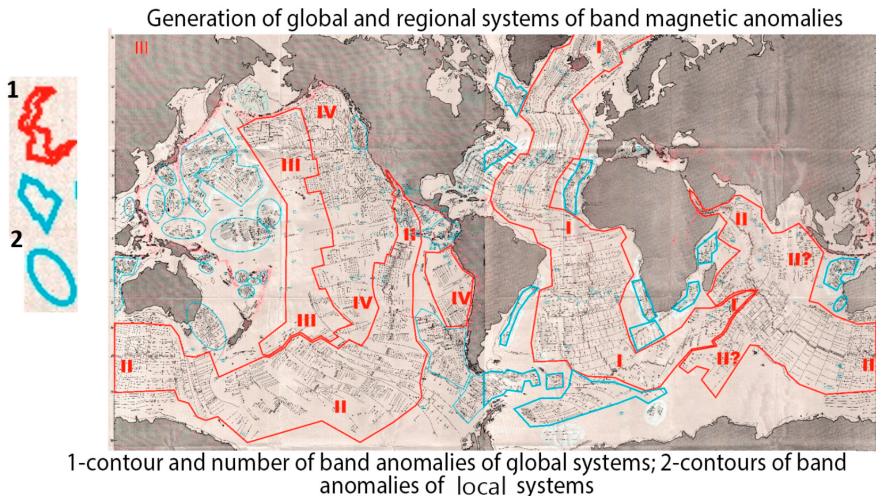 Generation of global and regional systems of band magnetic anomalies
III
I
1
IV
III
2
II
I
II
Ii
II?
IV
IV
I
III
II
I
II?
II
II
1-contour and number of band anomalies of global systems; 2-contours of band
anomalies of local systems